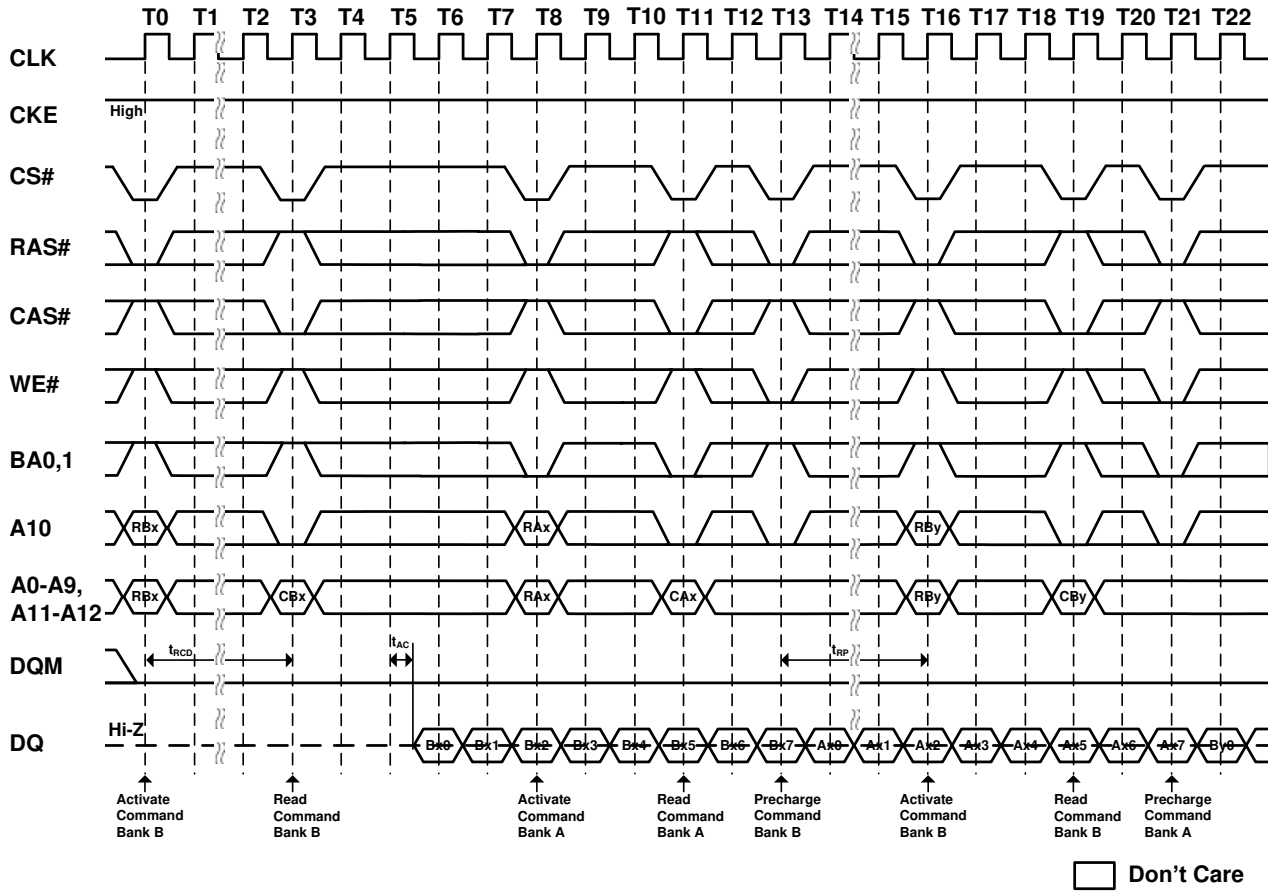 T0 T1 T2 T3 T4 T5 T6 T7 T8 T9 T10 T11 T12 T13 T14 T15 T16 T17 T18 T19 T20 T21 T22
CLK
CKE High
CS#
RAS#
CAS#
WE#
BA0,1
A10 RBx RAx RBy
A0-A9,
A11-A12 RBx CBx RAx CAx RBy CBy
DQM tRCD tAC tRP
DQ Hi-Z Bx0 Bx1 Bx2 Bx3 Bx4 Bx5 Bx6 Bx7 Ax0 Ax1 Ax2 Ax3 Ax4 Ax5 Ax6 Ax7 By0
Activate
Command
Bank B
Read
Command
Bank B
Activate
Command
Bank A
Read
Command
Bank A
Precharge
Command
Bank B
Activate
Command
Bank B
Read
Command
Bank B
Precharge
Command
Bank A
Don't Care